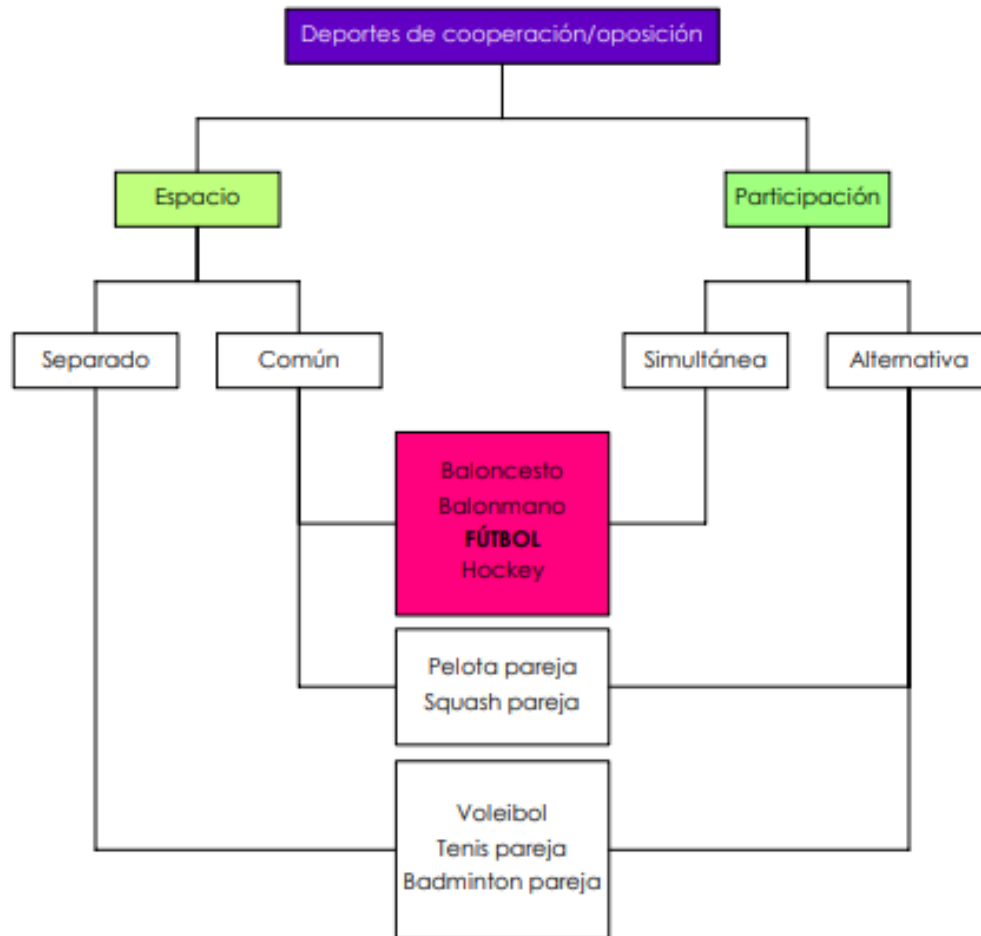 Deportes de cooperación/oposición
Espacio
Participación
Separado
Común
Simultánea
Alternativa
Baloncesto
Balonmano
FÚTBOL
Hockey
Pelota pareja
Squash pareja
Voleibol
Tenis pareja
Badminton pareja